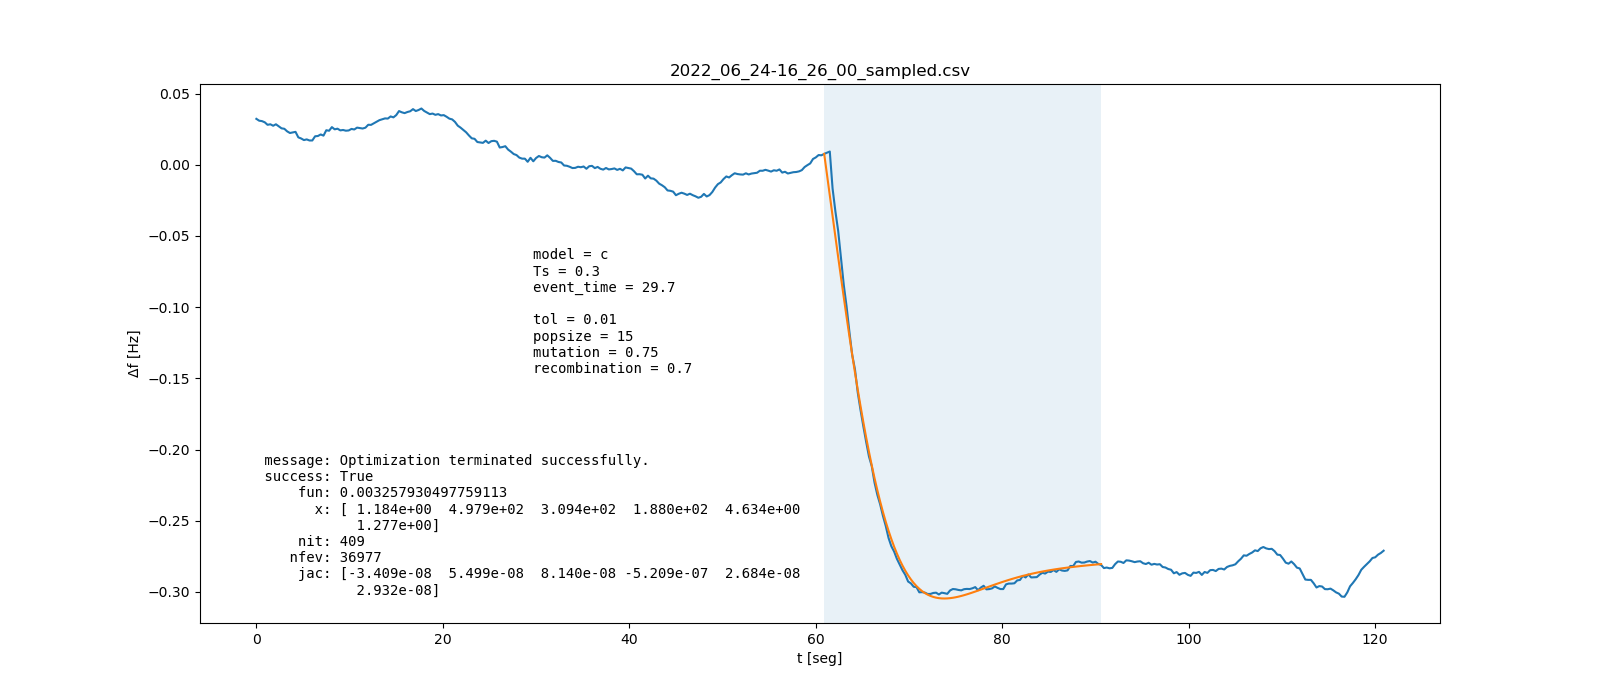 2022_06_24-16_26_00_sampled.csv
0.05
0.00
−0.05
−0.10
−0.15
−0.20
−0.25
−0.30
Δf [Hz]
model = c
Ts = 0.3
event_time = 29.7
tol = 0.01
popsize = 15
mutation = 0.75
recombination = 0.7
message: Optimization terminated successfully.
success: True
fun: 0.003257930497759113
x: [ 1.184e+00  4.979e+02  3.094e+02  1.880e+02  4.634e+00
1.277e+00]
nit: 409
nfev: 36977
jac: [-3.409e-08  5.499e-08  8.140e-08 -5.209e-07  2.684e-08
2.932e-08]
0 20 40 60 80 100 120
t [seg]